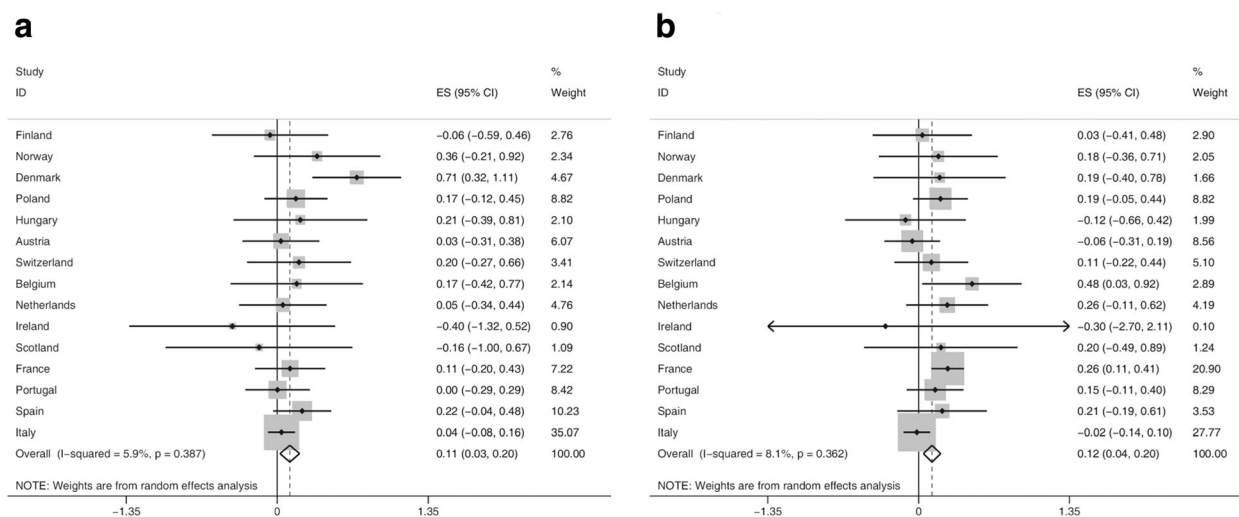 a
Study %
ID ES (95% CI) Weight
Finland −0.06 (−0.59, 0.46) 2.76
Norway 0.36 (−0.21, 0.92) 2.34
Denmark 0.71 (0.32, 1.11) 4.67
Poland 0.17 (−0.12, 0.45) 8.82
Hungary 0.21 (−0.39, 0.81) 2.10
Austria 0.03 (−0.31, 0.38) 6.07
Switzerland 0.20 (−0.27, 0.66) 3.41
Belgium 0.17 (−0.42, 0.77) 2.14
Netherlands 0.05 (−0.34, 0.44) 4.76
Ireland −0.40 (−1.32, 0.52) 0.90
Scotland −0.16 (−1.00, 0.67) 1.09
France 0.11 (−0.20, 0.43) 7.22
Portugal 0.00 (−0.29, 0.29) 8.42
Spain 0.22 (−0.04, 0.48) 10.23
Italy 0.04 (−0.08, 0.16) 35.07
Overall (I−squared = 5.9%, p = 0.387) 0.11 (0.03, 0.20) 100.00
NOTE: Weights are from random effects analysis
−1.35 0 1.35
b
Study %
ID ES (95% CI) Weight
Finland 0.03 (−0.41, 0.48) 2.90
Norway 0.18 (−0.36, 0.71) 2.05
Denmark 0.19 (−0.40, 0.78) 1.66
Poland 0.19 (−0.05, 0.44) 8.82
Hungary −0.12 (−0.66, 0.42) 1.99
Austria −0.06 (−0.31, 0.19) 8.56
Switzerland 0.11 (−0.22, 0.44) 5.10
Belgium 0.48 (0.03, 0.92) 2.89
Netherlands 0.26 (−0.11, 0.62) 4.19
Ireland −0.30 (−2.70, 2.11) 0.10
Scotland 0.20 (−0.49, 0.89) 1.24
France 0.26 (0.11, 0.41) 20.90
Portugal 0.15 (−0.11, 0.40) 8.29
Spain 0.21 (−0.19, 0.61) 3.53
Italy −0.02 (−0.14, 0.10) 27.77
Overall (I−squared = 8.1%, p = 0.362) 0.12 (0.04, 0.20) 100.00
NOTE: Weights are from random effects analysis
−1.35 0 1.35